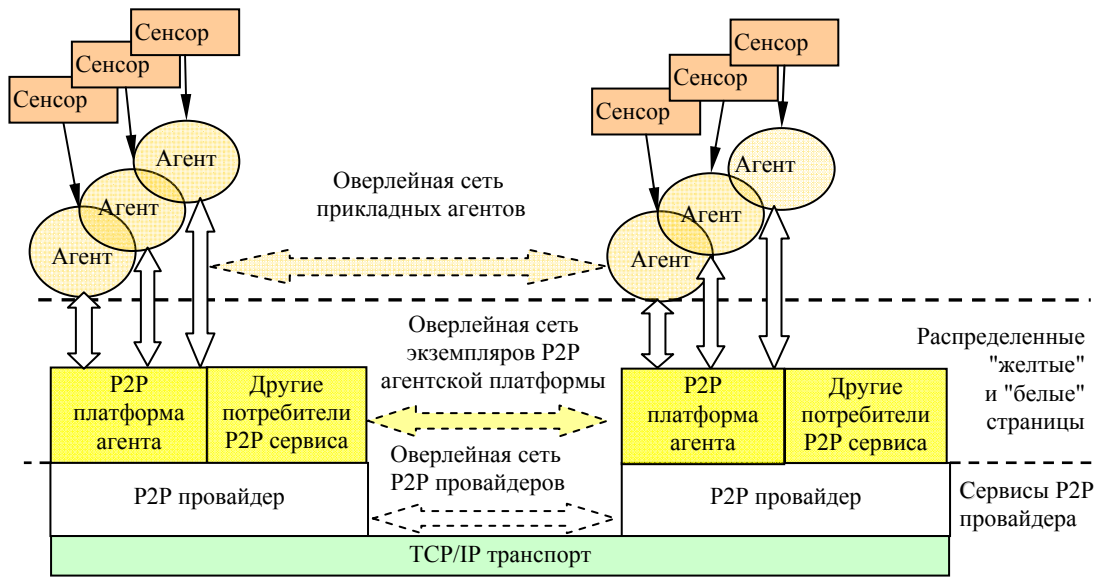 Сенсор
Сенсор
Сенсор
Агент
Агент
Агент
Оверлейная сеть
прикладных агентов
Сенсор
Сенсор
Сенсор
Агент
Агент
Агент
Оверлейная сеть
экземпляров P2P
агентской платформы
Распределенные
"желтые"
и "белые"
страницы
P2P
платформа
агента
Другие
потребители
P2P сервиса
P2P
платформа
агента
Другие
потребители
P2P сервиса
Оверлейная сеть
P2P провайдеров
P2P провайдер
P2P провайдер
Сервисы P2P
провайдера
TCP/IP транспорт